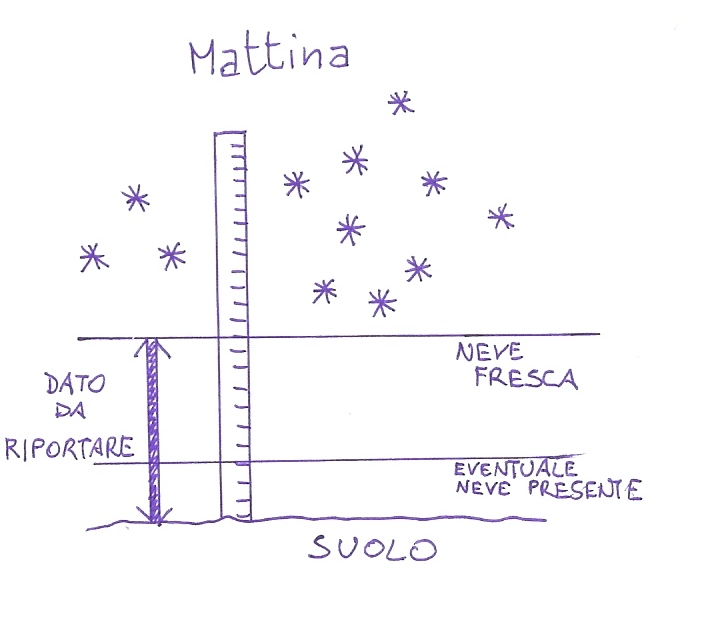 Mattina
NEVE
FRESCA
DATO
DA
RIPORTARE
EVENTUALE
NEVE PRESENTE
SUOLO